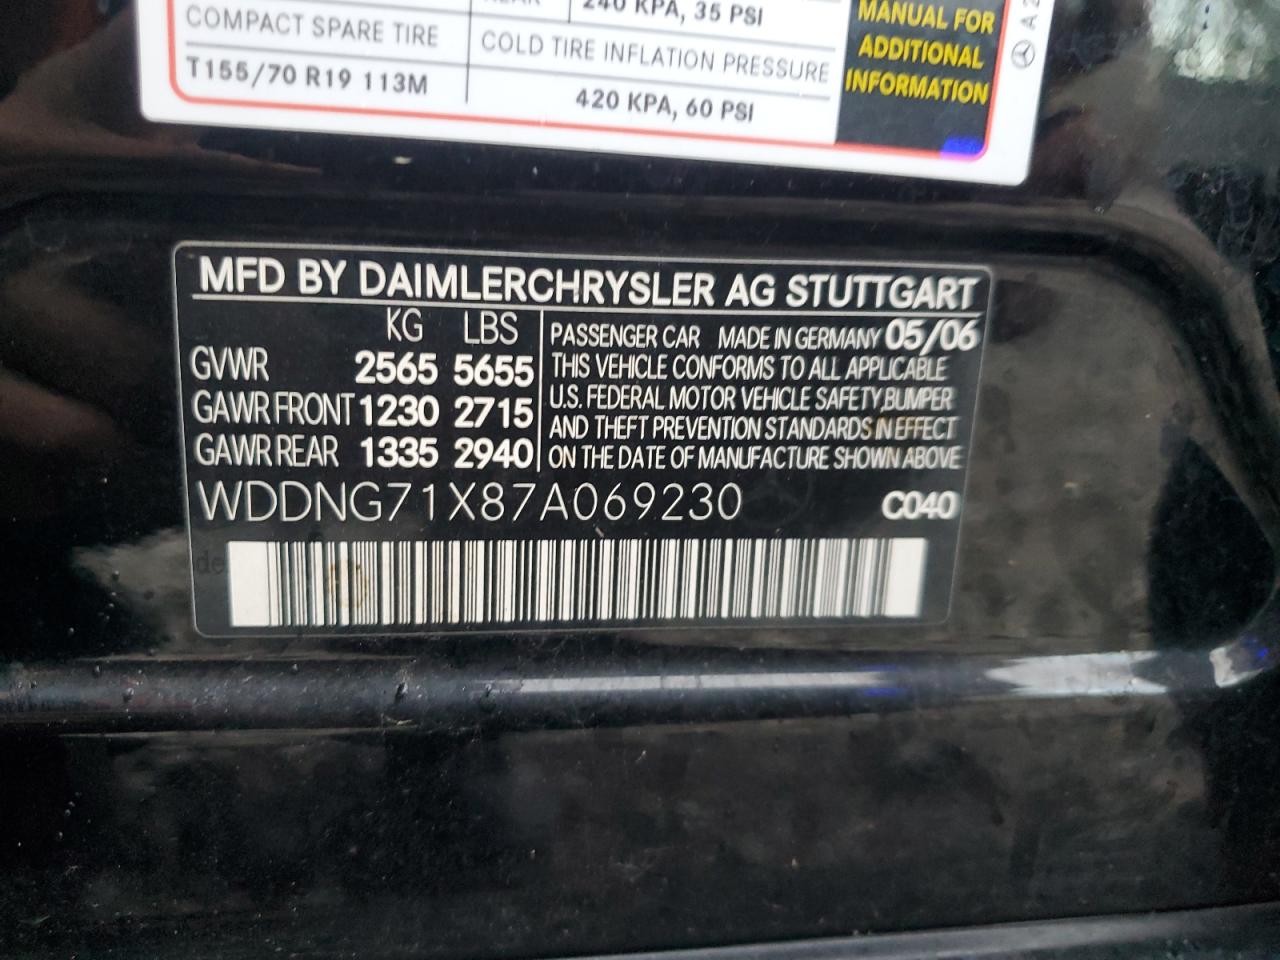 240 KPA, 35 PSI
COMPACT SPARE TIRE
COLD TIRE INFLATION PRESSURE
T155/70 R19 113M
420 KPA, 60 PSI
MANUAL FOR
ADDITIONAL
INFORMATION
MFD BY DAIMLERCHRYSLER AG STUTTGART
KG LBS
GVWR 2565 5655
GAWR FRONT 1230 2715
GAWR REAR 1335 2940
PASSENGER CAR MADE IN GERMANY 05/06
THIS VEHICLE CONFORMS TO ALL APPLICABLE
U.S. FEDERAL MOTOR VEHICLE SAFETY,BUMPER
AND THEFT PREVENTION STANDARDS IN EFFECT
ON THE DATE OF MANUFACTURE SHOWN ABOVE
WDDNG71X87A069230 C040
de